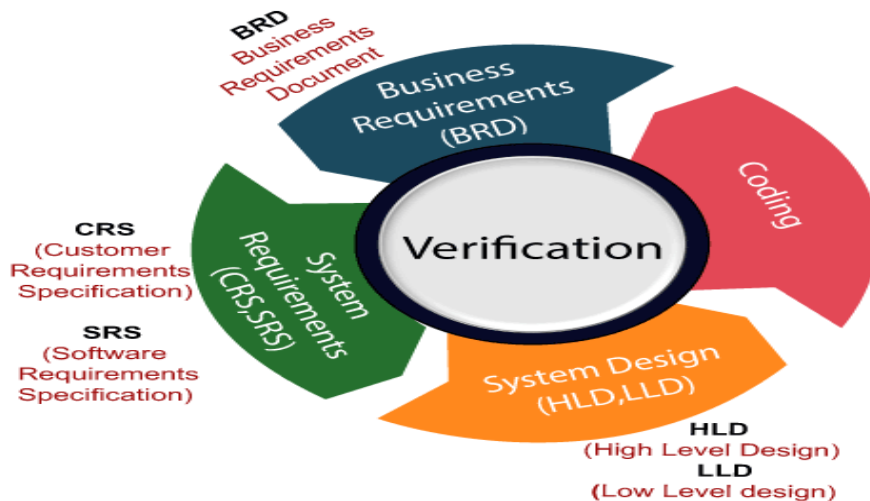 BRD
Business
Requirements
Document
Business
Requirements
(BRD)
Coding
CRS
(Customer
Requirements
Specification)
SRS
(Software
Requirements
Specification)
System
Requirements
(CRS,SRS)
Verification
System Design
(HLD,LLD)
HLD
(High Level Design)
LLD
(Low Level design)